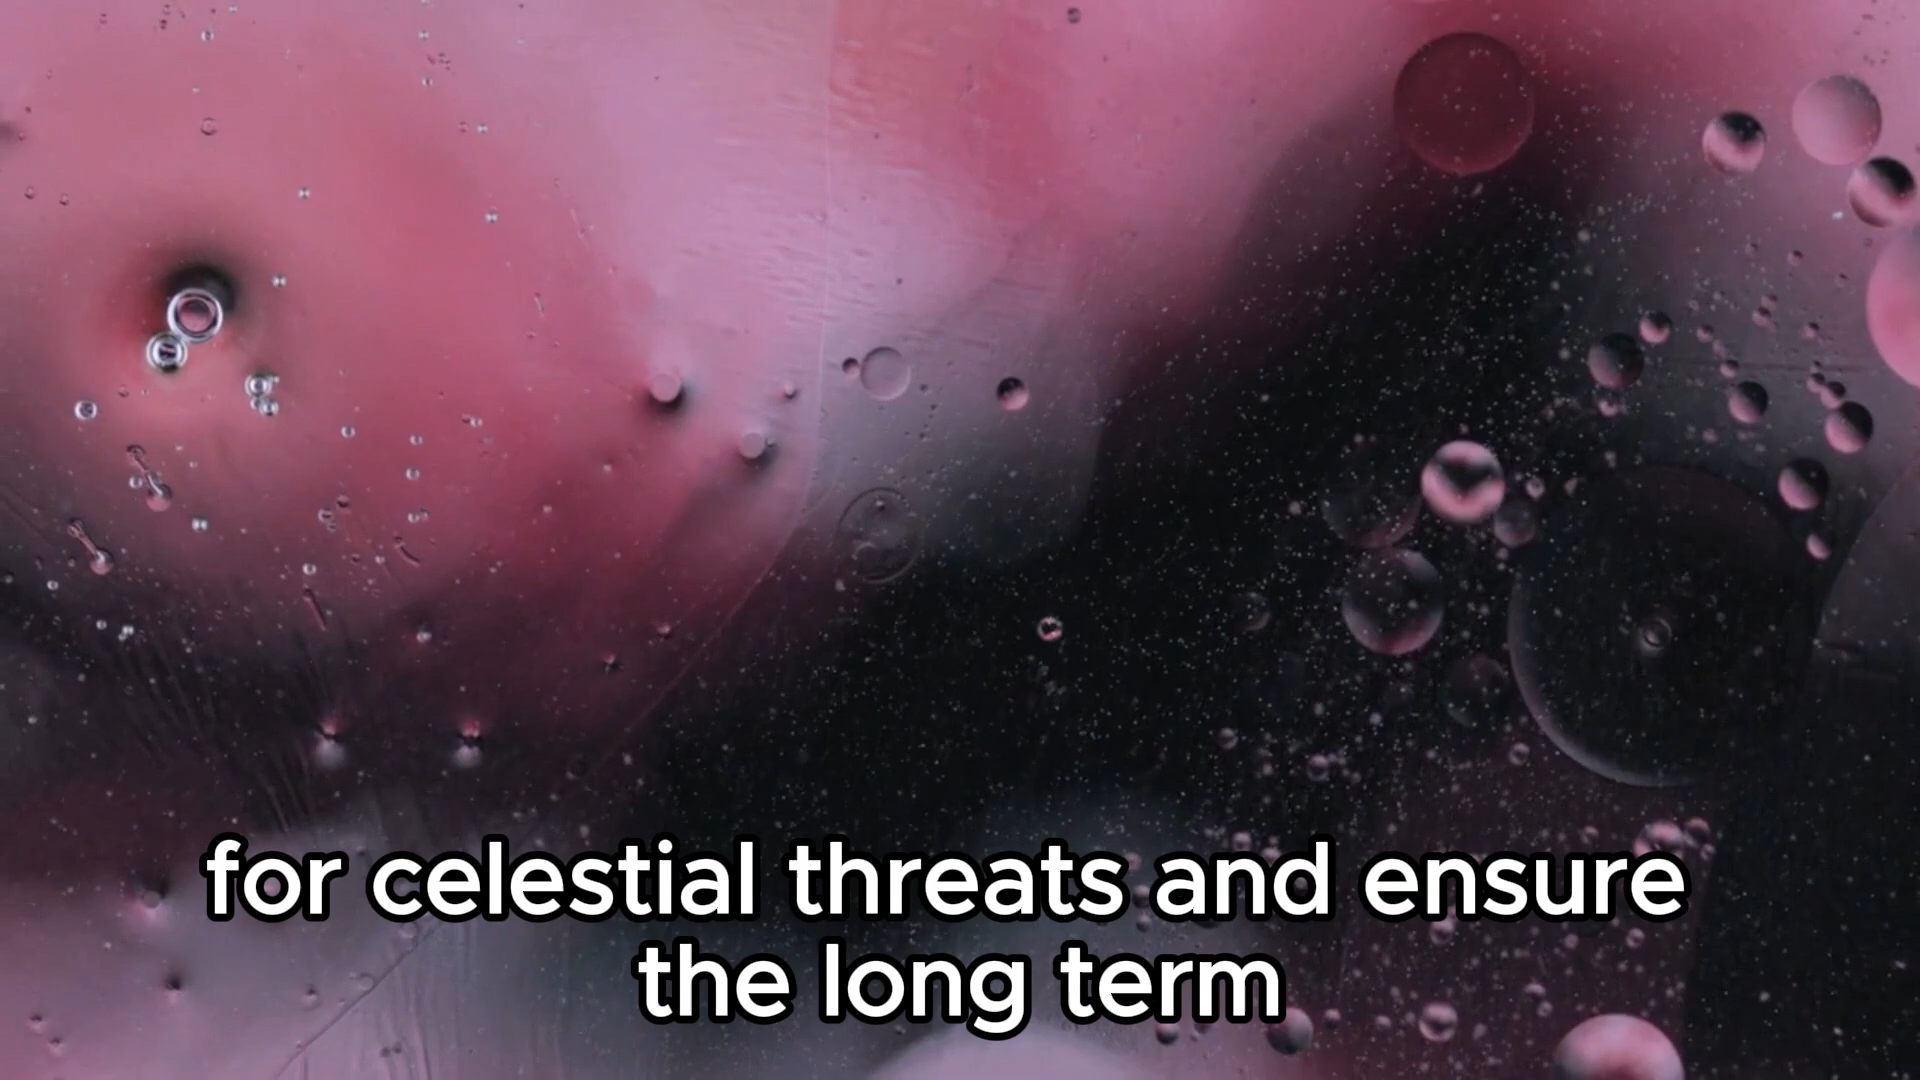 for celestial threats and ensure
the long term